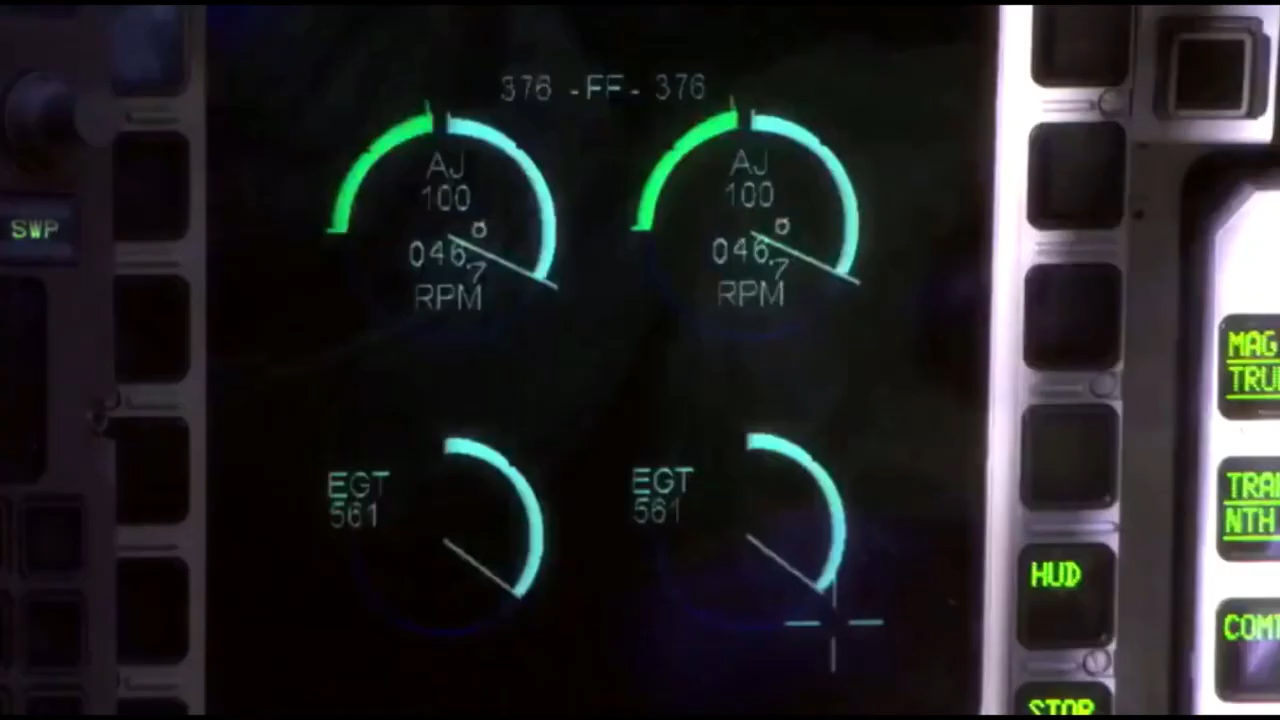 376 -FF- 376
AJ
100
046.7
RPM
AJ
100
046.7
RPM
SWP
EGT
561
EGT
561
MAG
TRU
TRA
NTH
HUD
COM
STOR